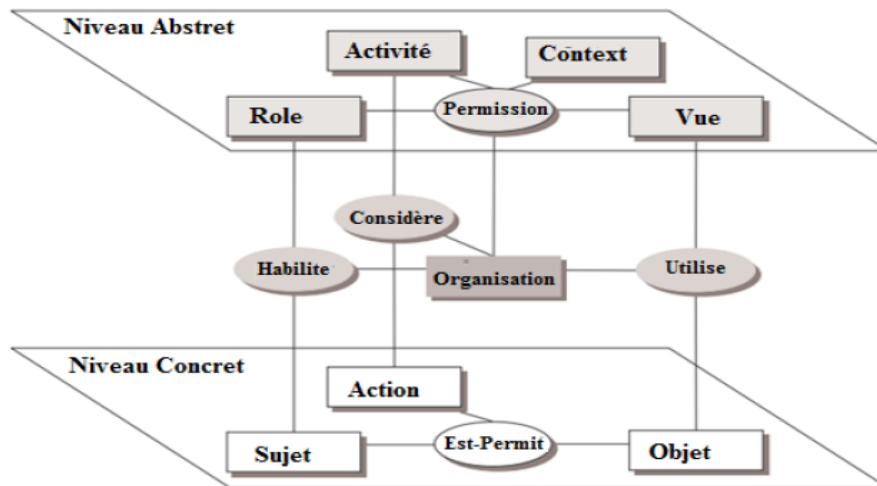 Niveau Abstret
Activité
Context
Role
Permission
Vue
Considère
Habilite
Organisation
Utilise
Niveau Concret
Action
Sujet
Est-Permit
Objet